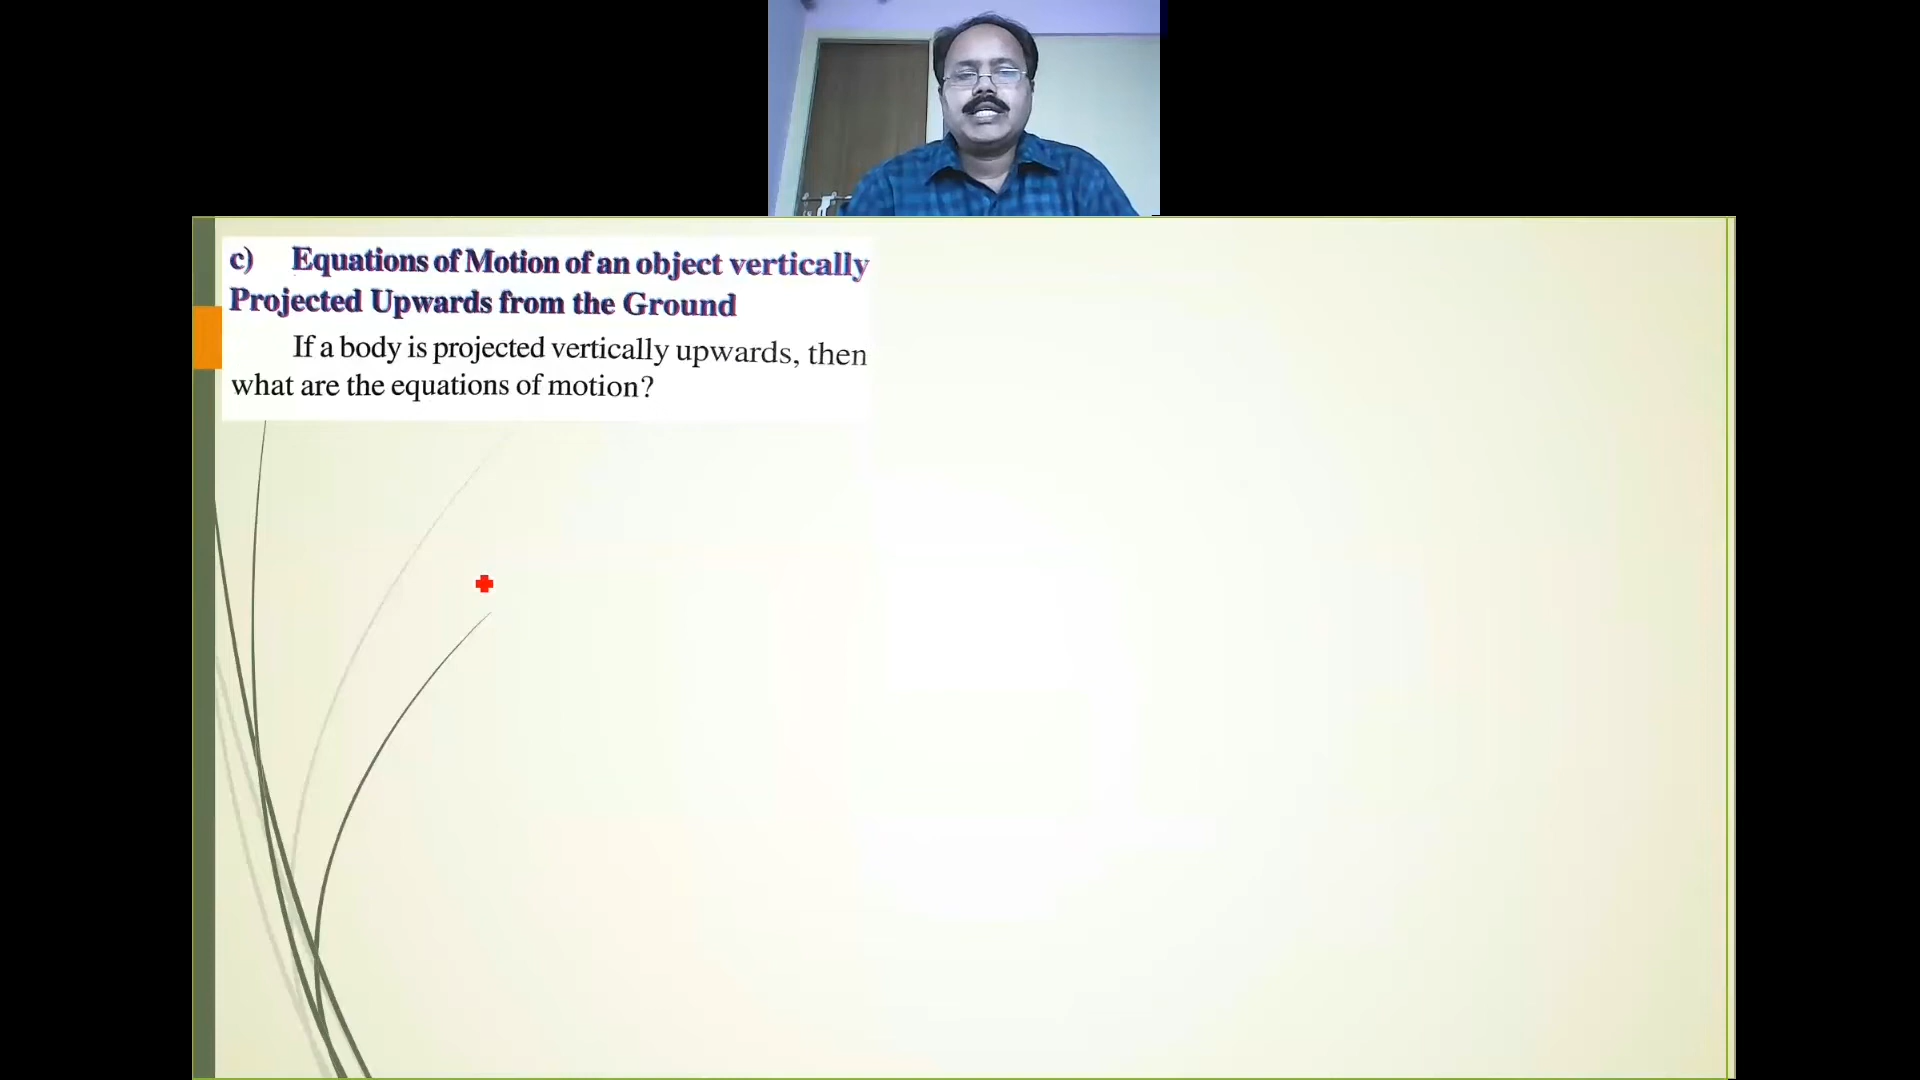 c) Equations of Motion of an object vertically
Projected Upwards from the Ground
If a body is projected vertically upwards, then
what are the equations of motion?